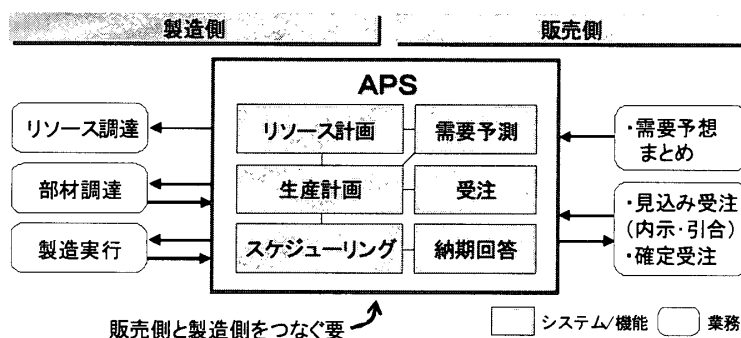 製造側
販売側
APS
リソース計画
需要予測
生産計画
受注
スケジューリング
納期回答
リソース調達
部材調達
製造実行
・需要予想
まとめ
・見込み受注
(内示・引合)
・確定受注
販売側と製造側をつなぐ要
システム/機能
業務